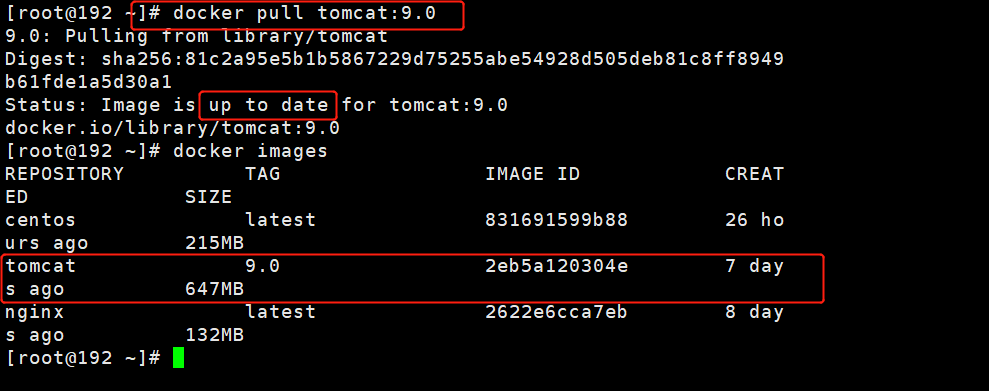 [root@192 ~]# docker pull tomcat:9.0
9.0: Pulling from library/tomcat
Digest: sha256:81c2a95e5b1b5867229d75255abe54928d505deb81c8ff8949
b61fde1a5d30a1
Status: Image is up to date for tomcat:9.0
docker.io/library/tomcat:9.0
[root@192 ~]# docker images
REPOSITORY          TAG                 IMAGE ID            CREAT
ED             SIZE
centos              latest              831691599b88        26 ho
urs ago        215MB
tomcat              9.0                 2eb5a120304e        7 day
s ago          647MB
nginx               latest              2622e6cca7eb        8 day
s ago          132MB
[root@192 ~]#